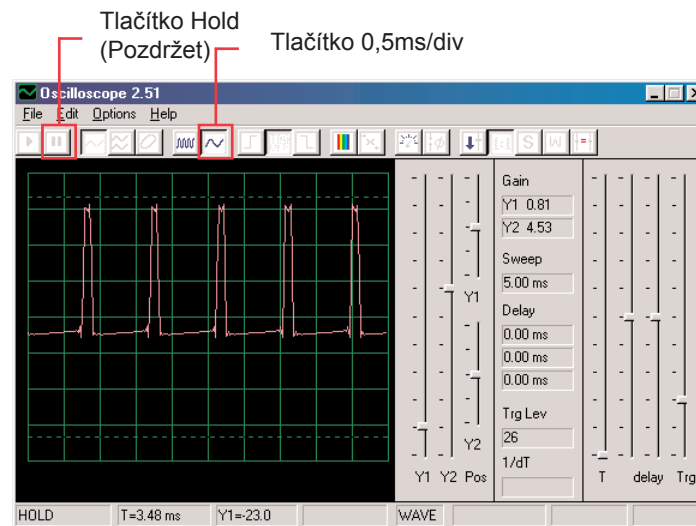 Tlačítko Hold
(Pozdržet)
Tlačítko 0,5ms/div
Oscilloscope 2.51
File Edit Options Help
S W
Gain
Y1 0.81
Y2 4.53
Sweep
5.00 ms
Delay
0.00 ms
0.00 ms
0.00 ms
Trg Lev
26
1/dT
Y1
Y2
Y1 Y2 Pos
T delay Trg
HOLD T=3.48 ms Y1=-23.0 WAVE